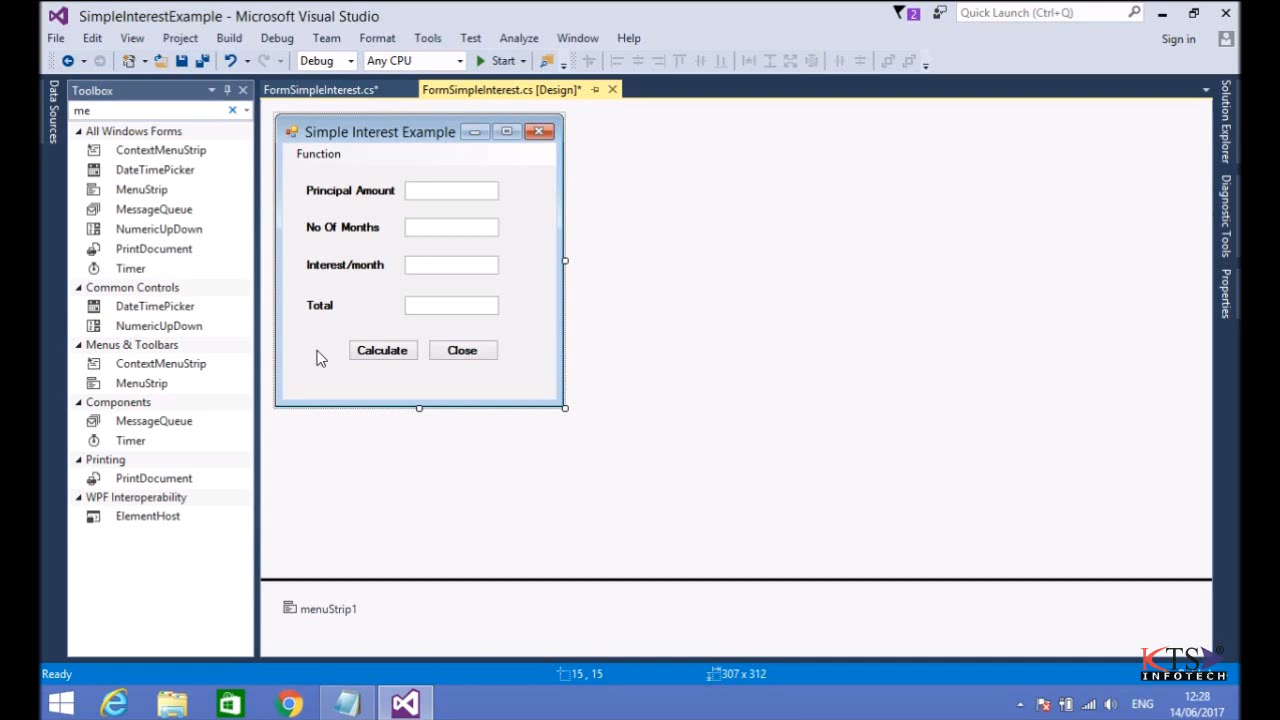 SimpleInterestExample - Microsoft Visual Studio
2
Quick Launch (Ctrl+Q)
File Edit View Project Build Debug Team Format Tools Test Analyze Window Help
Sign in
Debug Any CPU Start
Data Sources
Toolbox
me
All Windows Forms
ContextMenuStrip
DateTimePicker
MenuStrip
MessageQueue
NumericUpDown
PrintDocument
Timer
Common Controls
DateTimePicker
NumericUpDown
Menus & Toolbars
ContextMenuStrip
MenuStrip
Components
MessageQueue
Timer
Printing
PrintDocument
WPF Interoperability
ElementHost
FormSimpleInterest.cs*
FormSimpleInterest.cs [Design]*
Simple Interest Example
Function
Principal Amount
No Of Months
Interest/month
Total
Calculate Close
menuStrip1
Solution Explorer
Diagnostic Tools
Properties
Ready
15 , 15
307 x 312
KTS®
INFOTECH
ENG
12:28
14/06/2017